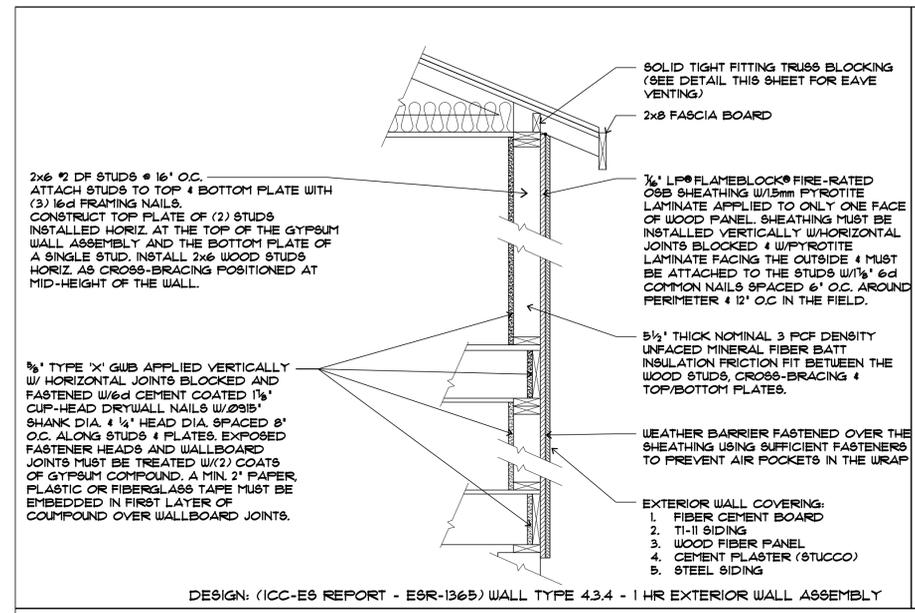 SOLID TIGHT FITTING TRUSS BLOCKING
(SEE DETAIL THIS SHEET FOR EAVE
VENTING)
2x8 FASCIA BOARD
2x6 #2 DF STUDS @ 16" O.C.
ATTACH STUDS TO TOP & BOTTOM PLATE WITH
(3) 16d FRAMING NAILS.
CONSTRUCT TOP PLATE OF (2) STUDS
INSTALLED HORIZ. AT THE TOP OF THE GYPSUM
WALL ASSEMBLY AND THE BOTTOM PLATE OF
A SINGLE STUD. INSTALL 2x6 WOOD STUDS
HORIZ. AS CROSS-BRACING POSITIONED AT
MID-HEIGHT OF THE WALL.
7/16" LP® FLAMEBLOCK® FIRE-RATED
OSB SHEATHING W/1.5mm PYROTITE
LAMINATE APPLIED TO ONLY ONE FACE
OF WOOD PANEL. SHEATHING MUST BE
INSTALLED VERTICALLY W/HORIZONTAL
JOINTS BLOCKED & W/PYROTITE
LAMINATE FACING THE OUTSIDE & MUST
BE ATTACHED TO THE STUDS W/1 7/8" 6d
COMMON NAILS SPACED 6" O.C. AROUND
PERIMETER & 12" O.C IN THE FIELD.
5 1/2" THICK NOMINAL 3 PCF DENSITY
UNFACED MINERAL FIBER BATT
INSULATION FRICTION FIT BETWEEN THE
WOOD STUDS, CROSS-BRACING &
TOP/BOTTOM PLATES.
5/8" TYPE 'X' GWB APPLIED VERTICALLY
W/ HORIZONTAL JOINTS BLOCKED AND
FASTENED W/6d CEMENT COATED 1 7/8"
CUP-HEAD DRYWALL NAILS W/.0915"
SHANK DIA. & 1/4" HEAD DIA. SPACED 8"
O.C. ALONG STUDS & PLATES. EXPOSED
FASTENER HEADS AND WALLBOARD
JOINTS MUST BE TREATED W/(2) COATS
OF GYPSUM COMPOUND. A MIN. 2" PAPER,
PLASTIC OR FIBERGLASS TAPE MUST BE
EMBEDDED IN FIRST LAYER OF
COUMPOUND OVER WALLBOARD JOINTS.
WEATHER BARRIER FASTENED OVER THE
SHEATHING USING SUFFICIENT FASTENERS
TO PREVENT AIR POCKETS IN THE WRAP
EXTERIOR WALL COVERING:
1. FIBER CEMENT BOARD
2. T1-11 SIDING
3. WOOD FIBER PANEL
4. CEMENT PLASTER (STUCCO)
5. STEEL SIDING
DESIGN: (ICC-ES REPORT - ESR-1365) WALL TYPE 4.3.4 - 1 HR EXTERIOR WALL ASSEMBLY